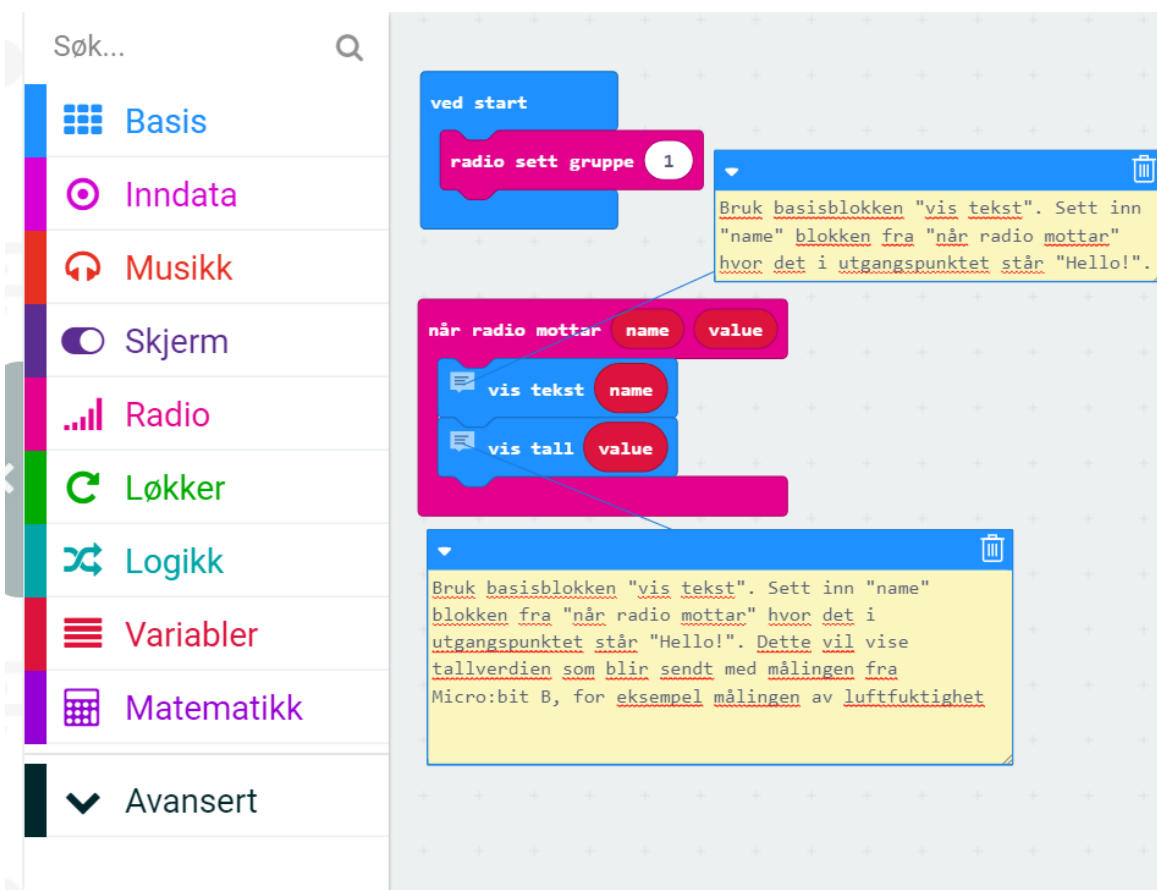 Søk...
Basis
Inndata
Musikk
Skjerm
Radio
Løkker
Logikk
Variabler
Matematikk
Avansert
ved start
radio sett gruppe 1
Bruk basisblokken "vis tekst". Sett inn
"name" blokken fra "når radio mottar"
hvor det i utgangspunktet står "Hello!".
når radio mottar name value
vis tekst name
vis tall value
Bruk basisblokken "vis tekst". Sett inn "name"
blokken fra "når radio mottar" hvor det i
utgangspunktet står "Hello!". Dette vil vise
tallverdien som blir sendt med målingen fra
Micro:bit B, for eksempel målingen av luftfuktighet